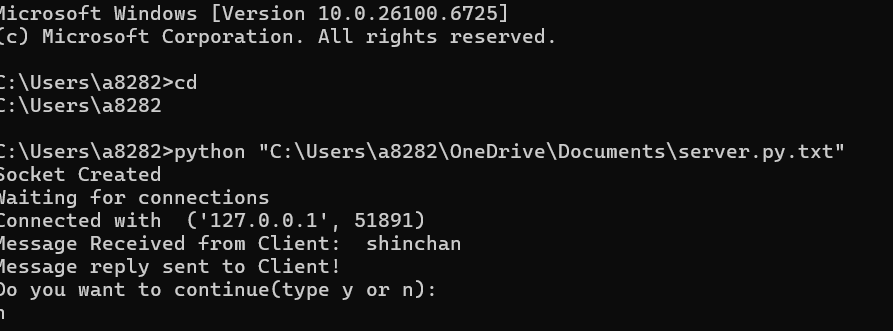 Microsoft Windows [Version 10.0.26100.6725]
(c) Microsoft Corporation. All rights reserved.
C:\Users\a8282>cd
C:\Users\a8282
C:\Users\a8282>python "C:\Users\a8282\OneDrive\Documents\server.py.txt"
Socket Created
Waiting for connections
Connected with  ('127.0.0.1', 51891)
Message Received from Client:  shinchan
Message reply sent to Client!
Do you want to continue(type y or n):
n